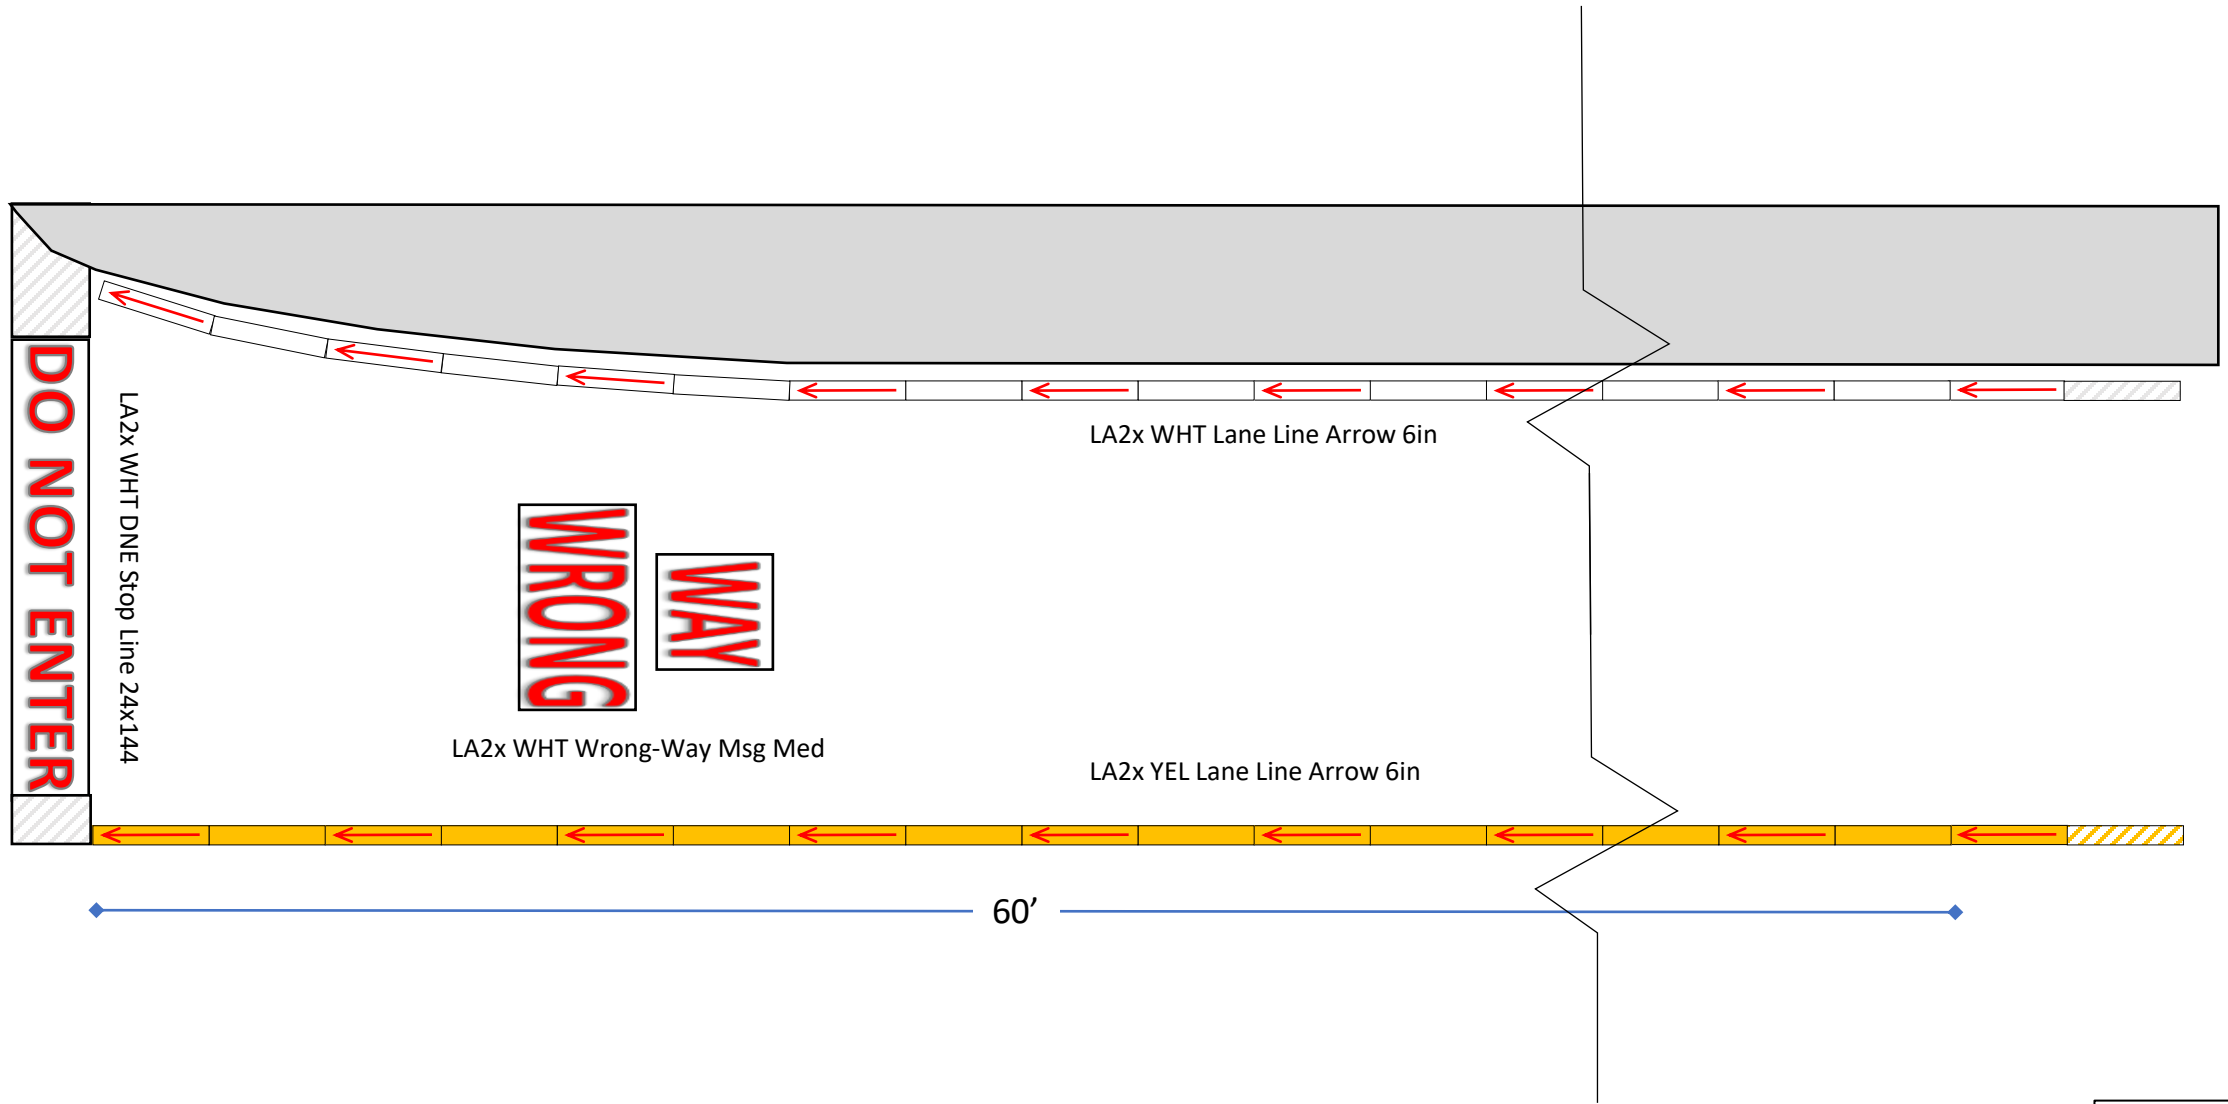 DO NOT ENTER
LA2x WHT DNE Stop Line 24x144
WRONG
WAY
LA2x WHT Wrong-Way Msg Med
LA2x WHT Lane Line Arrow 6in
LA2x YEL Lane Line Arrow 6in
60’